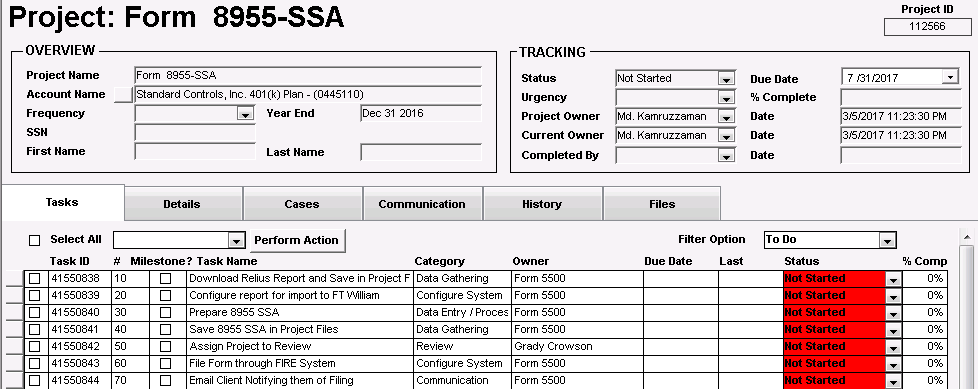 Project: Form 8955-SSA
Project ID
112566
OVERVIEW
Project Name Form 8955-SSA
Account Name Standard Controls, Inc. 401(k) Plan - (0445110)
Frequency Year End Dec 31 2016
SSN
First Name Last Name
TRACKING
Status Not Started Due Date 7 /31/2017
Urgency % Complete
Project Owner Md. Kamruzzaman Date 3/5/2017 11:23:30 PM
Current Owner Md. Kamruzzaman Date 3/5/2017 11:23:30 PM
Completed By Date
Tasks Details Cases Communication History Files
Select All Perform Action Filter Option To Do
Task ID # Milestone? Task Name Category Owner Due Date Last Status % Comp
41550838 10 Download Relius Report and Save in Project F Data Gathering Form 5500 Not Started 0%
41550839 20 Configure report for import to FT William Configure System Form 5500 Not Started 0%
41550840 30 Prepare 8955 SSA Data Entry / Proces Form 5500 Not Started 0%
41550841 40 Save 8955 SSA in Project Files Data Gathering Form 5500 Not Started 0%
41550842 50 Assign Project to Review Review Grady Crowson Not Started 0%
41550843 60 File Form through FIRE System Configure System Form 5500 Not Started 0%
41550844 70 Email Client Notifying them of Filing Communication Form 5500 Not Started 0%